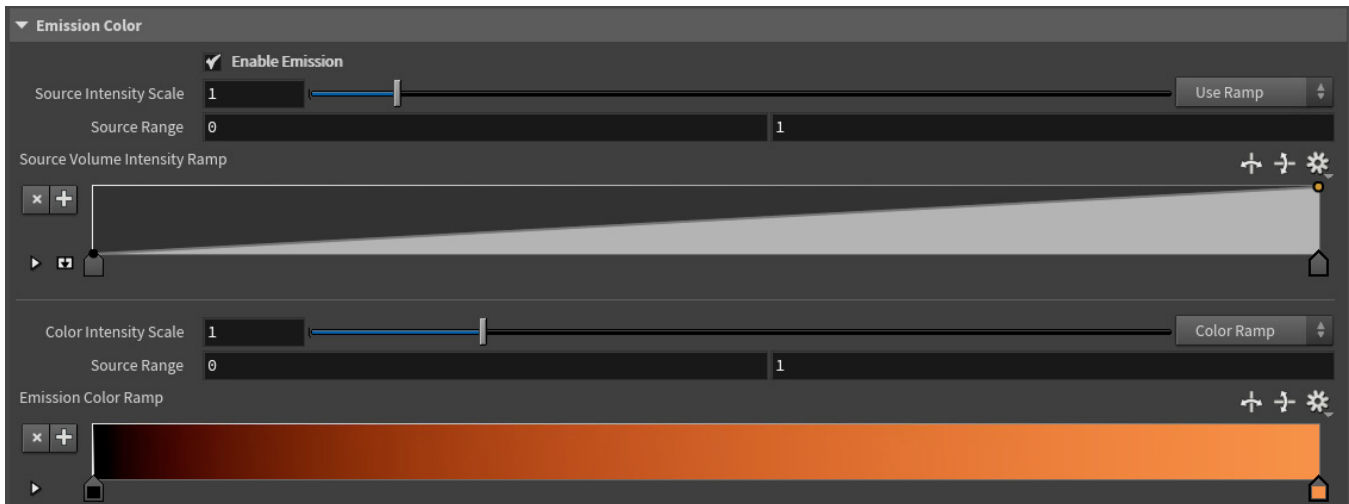 Emission Color
Enable Emission
Source Intensity Scale 1 Use Ramp
Source Range 0 1
Source Volume Intensity Ramp
Color Intensity Scale 1 Color Ramp
Source Range 0 1
Emission Color Ramp